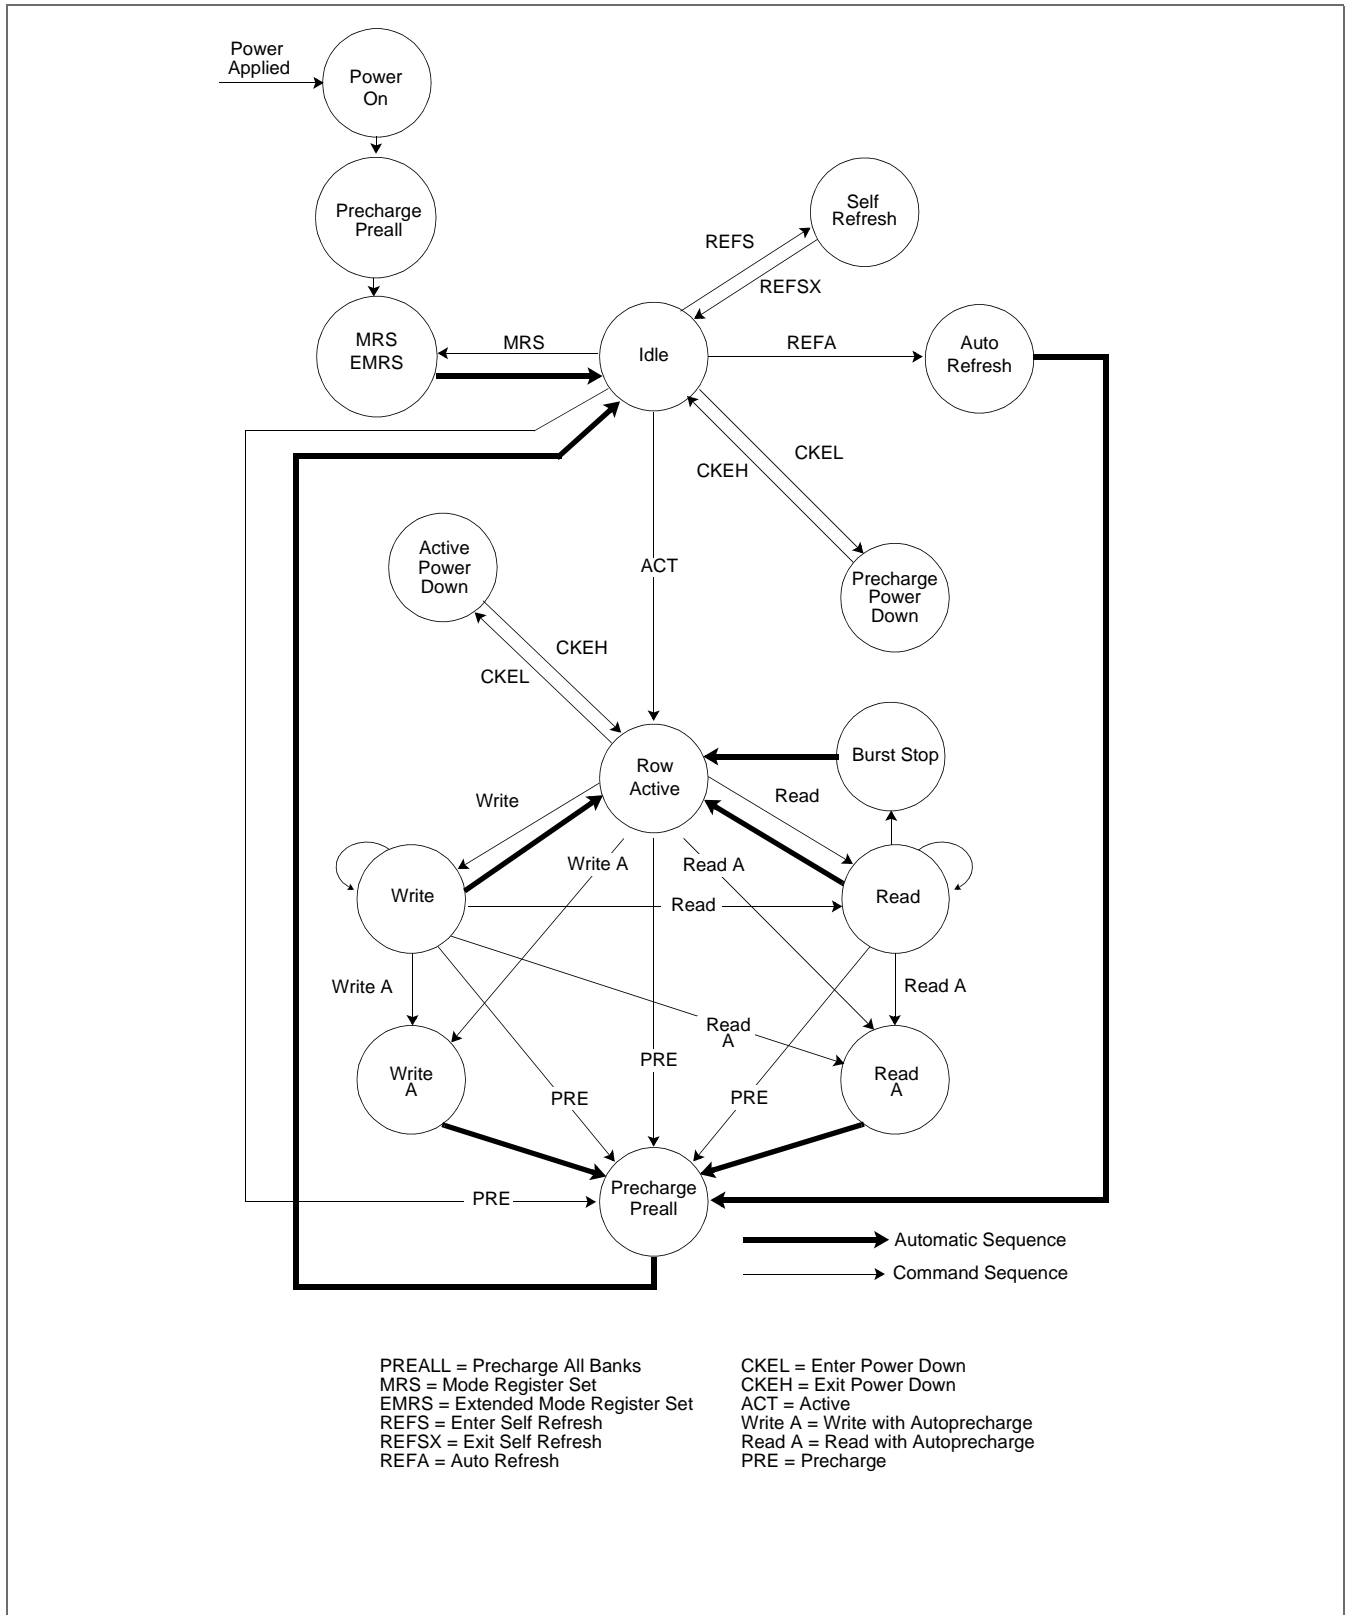 Power
Applied
Power
On
Precharge
Preall
Self
Refresh
REFS
REFSX
MRS
EMRS
MRS
Idle
REFA
Auto
Refresh
CKEL
CKEH
Active
Power
Down
ACT
Precharge
Power
Down
CKEH
CKEL
Row
Active
Burst Stop
Write
Read
Write A
Read A
Write
Read
Read
Write A
Read A
Read
A
PRE
Write
A
Read
A
PRE
PRE
Precharge
Preall
PRE
Automatic Sequence
Command Sequence
PREALL = Precharge All Banks
MRS = Mode Register Set
EMRS = Extended Mode Register Set
REFS = Enter Self Refresh
REFSX = Exit Self Refresh
REFA = Auto Refresh
CKEL = Enter Power Down
CKEH = Exit Power Down
ACT = Active
Write A = Write with Autoprecharge
Read A = Read with Autoprecharge
PRE = Precharge